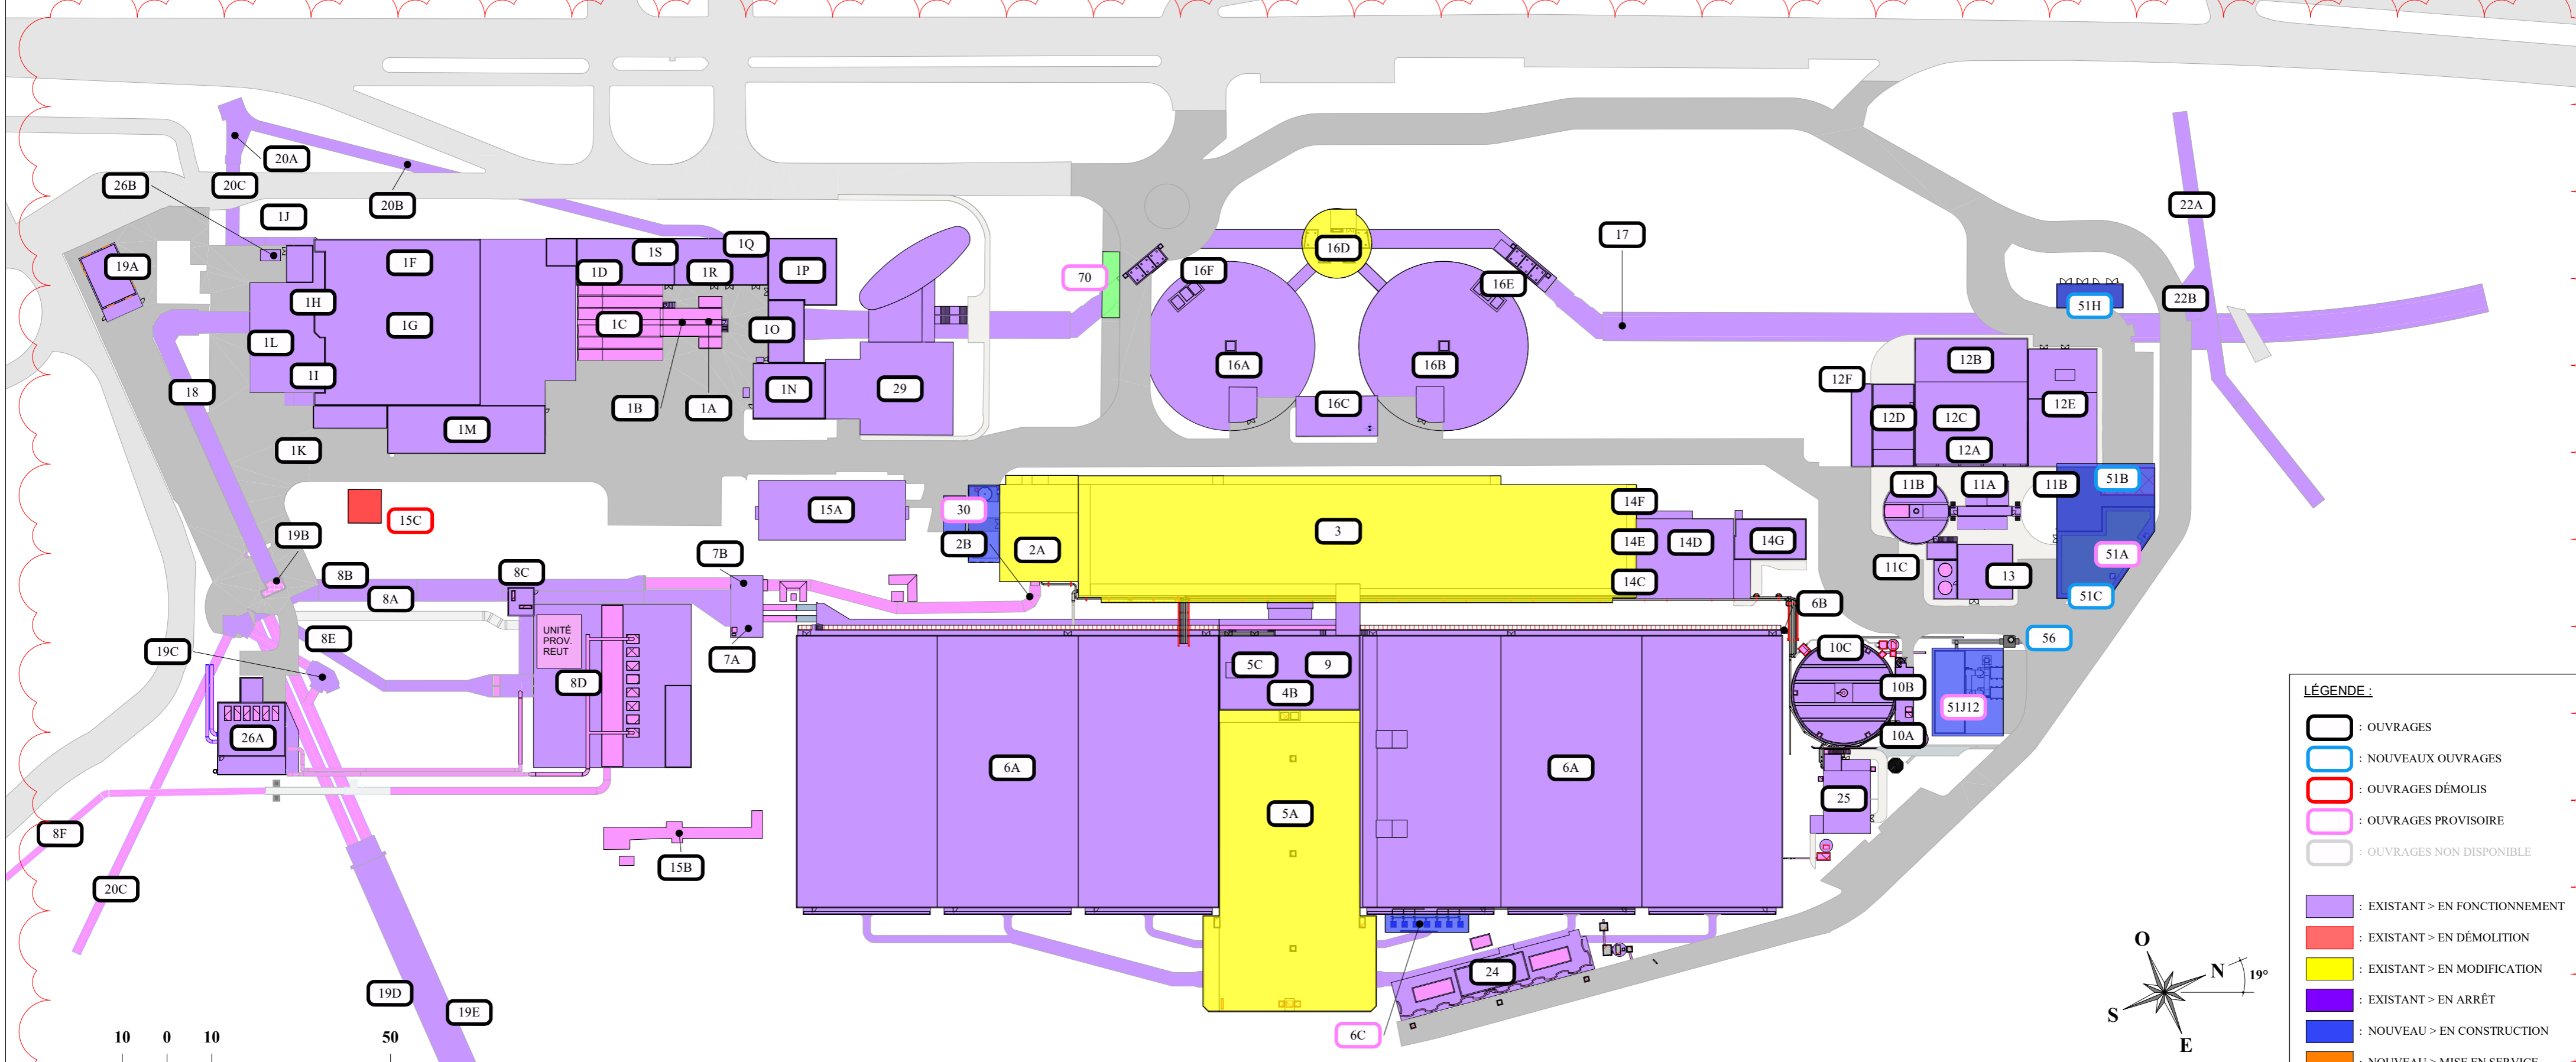 20A
26B
20C
20B
1J
22A
19A
1F
1S
1Q
1D
1R
1P
17
16D
16F
70
16E
22B
51H
1H
1G
1C
1O
1L
1I
18
1B
1A
1N
29
16A
16B
16C
12B
12F
12D
12C
12E
12A
1M
1K
15C
15A
30
2B
2A
3
14F
14E
14D
14G
14C
11B
11A
11B
51B
51A
11C
13
51C
19B
8B
8C
8A
7B
6B
8E
UNITÉ
PROV.
REUT
19C
7A
8D
5C
9
4B
10C
56
10B
51J12
10A
26A
6A
6A
5A
25
8F
15B
20C
24
19D
19E
6C
10
0
10
50
O
N
19°
S
E
LÉGENDE :
: OUVRAGES
: NOUVEAUX OUVRAGES
: OUVRAGES DÉMOLIS
: OUVRAGES PROVISOIRE
: OUVRAGES NON DISPONIBLE
: EXISTANT > EN FONCTIONNEMENT
: EXISTANT > EN DÉMOLITION
: EXISTANT > EN MODIFICATION
: EXISTANT > EN ARRÊT
: NOUVEAU > EN CONSTRUCTION
: NOUVEAU > MISE EN SERVICE